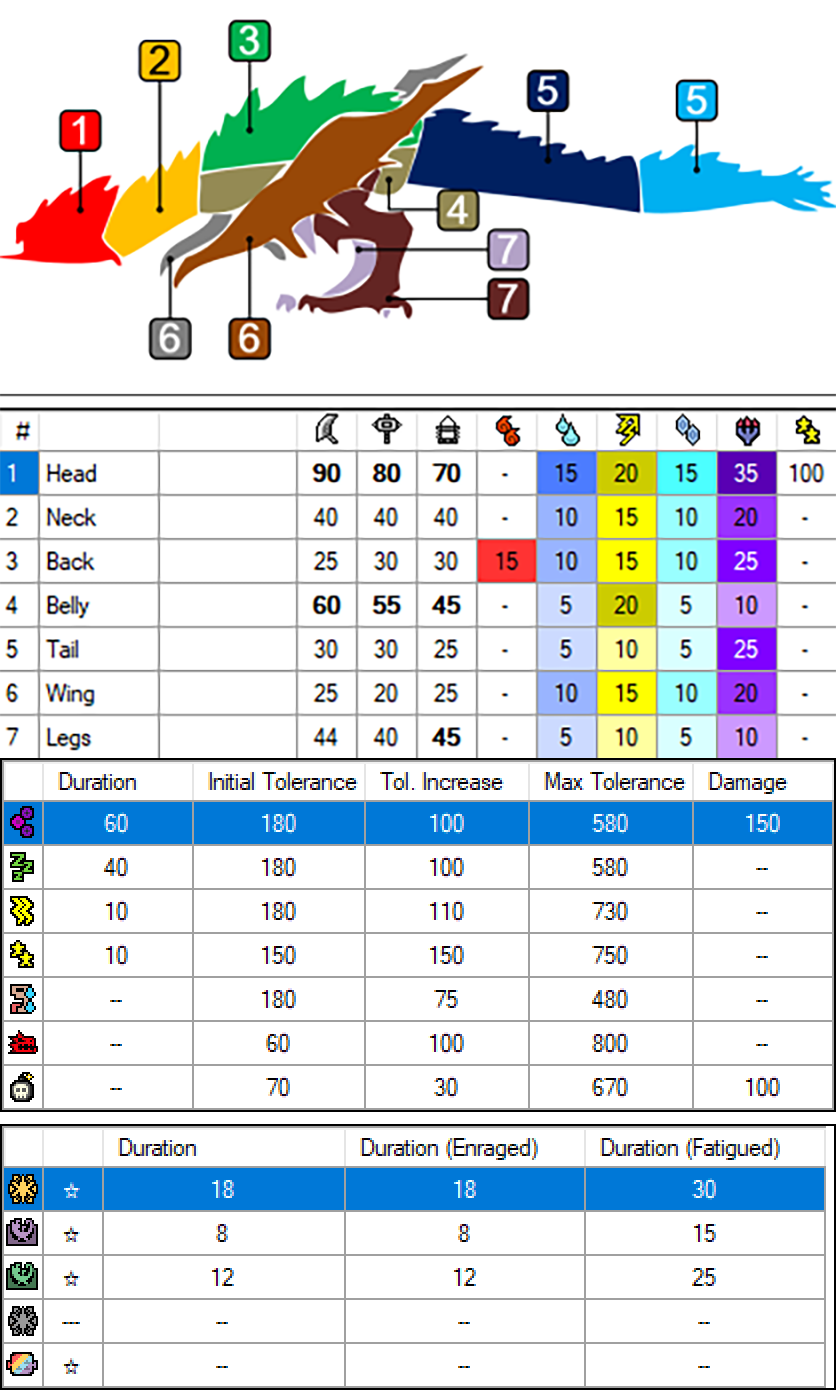 3
2
5
5
1
4
7
7
6
6
#
1 Head 90 80 70 - 15 20 15 35 100
2 Neck 40 40 40 - 10 15 10 20 -
3 Back 25 30 30 15 10 15 10 25 -
4 Belly 60 55 45 - 5 20 5 10 -
5 Tail 30 30 25 - 5 10 5 25 -
6 Wing 25 20 25 - 10 15 10 20 -
7 Legs 44 40 45 - 5 10 5 10 -
Duration Initial Tolerance Tol. Increase Max Tolerance Damage
60 180 100 580 150
40 180 100 580 --
10 180 110 730 --
10 150 150 750 --
-- 180 75 480 --
-- 60 100 800 --
-- 70 30 670 100
Duration Duration (Enraged) Duration (Fatigued)
☆ 18 18 30
☆ 8 8 15
☆ 12 12 25
--- -- -- --
☆ -- -- --